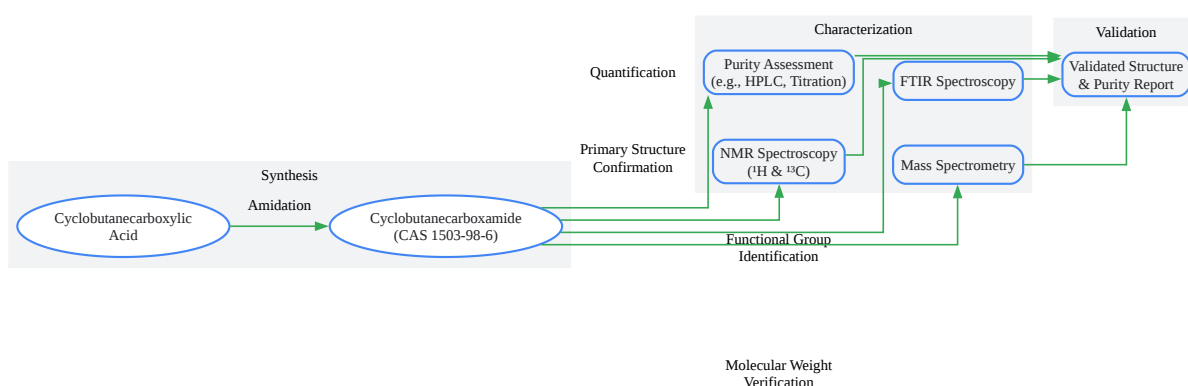 Characterization
Validation
Quantification
Purity Assessment
(e.g., HPLC, Titration)
FTIR Spectroscopy
Validated Structure
& Purity Report
Primary Structure
Confirmation
NMR Spectroscopy
(¹H & ¹³C)
Mass Spectrometry
Synthesis
Amidation
Cyclobutanecarboxylic
Acid
Cyclobutanecarboxamide
(CAS 1503-98-6)
Functional Group
Identification
Molecular Weight
Verification